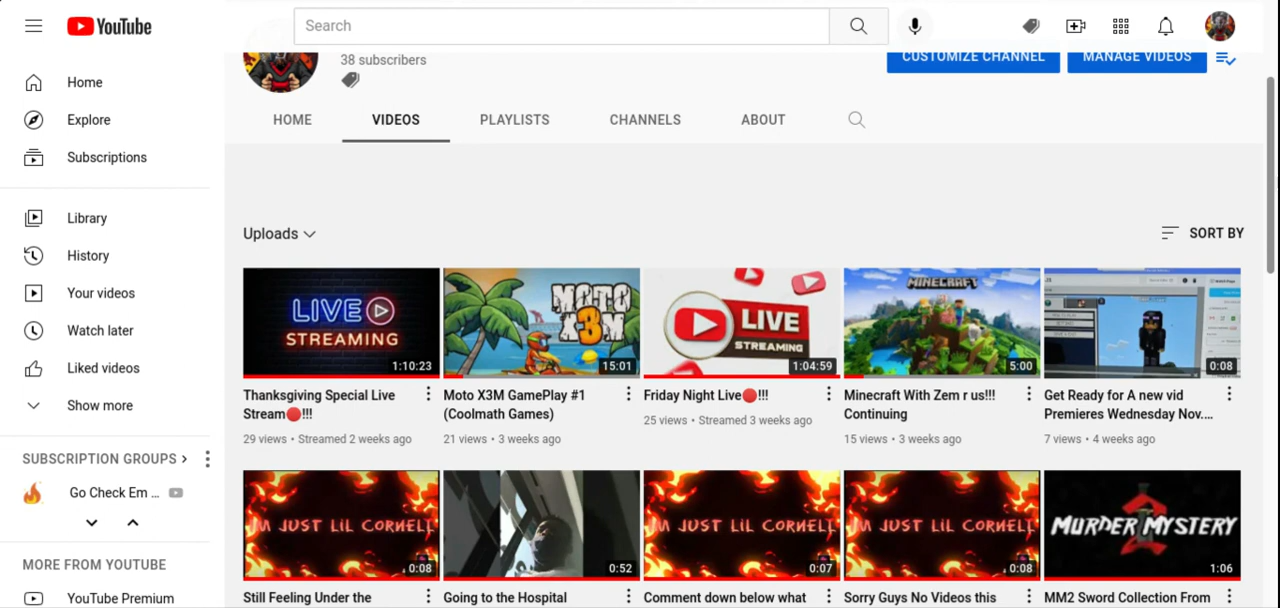 YouTube
Search
38 subscribers
CUSTOMIZE CHANNEL
MANAGE VIDEOS
Home
Explore
Subscriptions
Library
History
Your videos
Watch later
Liked videos
Show more
SUBSCRIPTION GROUPS
Go Check Em ...
MORE FROM YOUTUBE
YouTube Premium
HOME
VIDEOS
PLAYLISTS
CHANNELS
ABOUT
Uploads
SORT BY
LIVE
STREAMING
1:10:23
Thanksgiving Special Live
Stream🔴!!!
29 views • Streamed 2 weeks ago
MOTO
X3M
15:01
Moto X3M GamePlay #1
(Coolmath Games)
21 views • 3 weeks ago
LIVE
STREAMING
1:04:59
Friday Night Live🔴!!!
25 views • Streamed 3 weeks ago
MINECRAFT
5:00
Minecraft With Zem r us!!!
Continuing
15 views • 3 weeks ago
0:08
Get Ready for A new vid
Premieres Wednesday Nov....
7 views • 4 weeks ago
I'M JUST LIL CORNELL
0:08
Still Feeling Under the
0:52
Going to the Hospital
I'M JUST LIL CORNELL
0:07
Comment down below what
I'M JUST LIL CORNELL
0:08
Sorry Guys No Videos this
MURDER MYSTERY
2
1:06
MM2 Sword Collection From